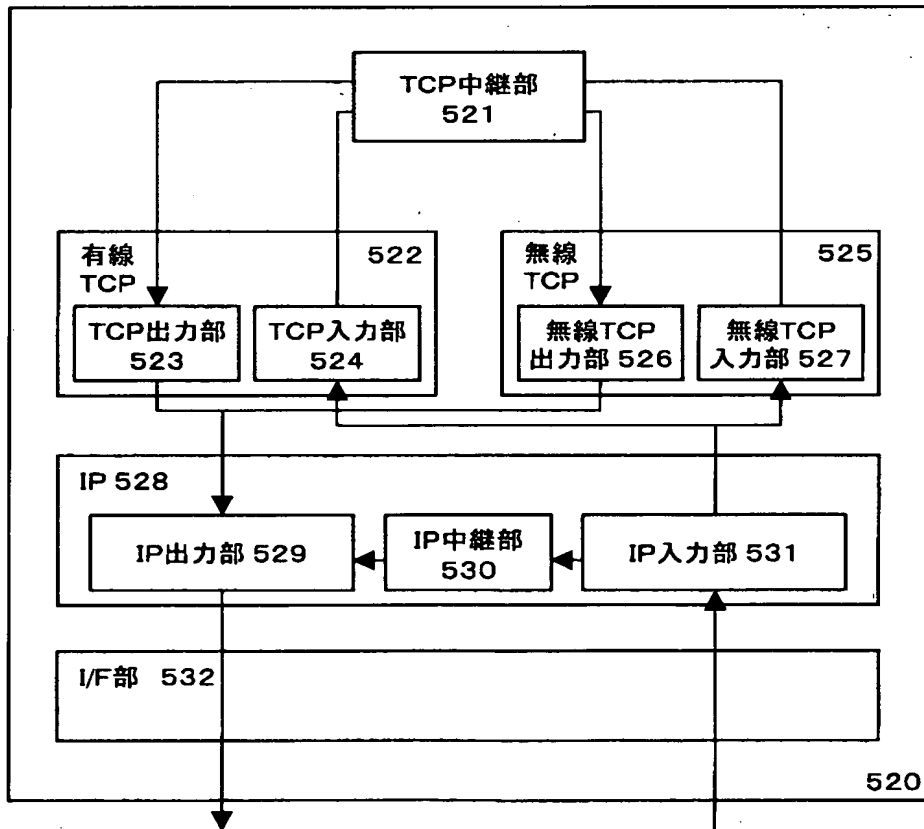 TCP中継部
521
有線
TCP
522
TCP出力部
523
TCP入力部
524
無線
TCP
525
無線TCP
出力部 526
無線TCP
入力部 527
IP 528
IP出力部 529
IP中継部
530
IP入力部 531
I/F部 532
520